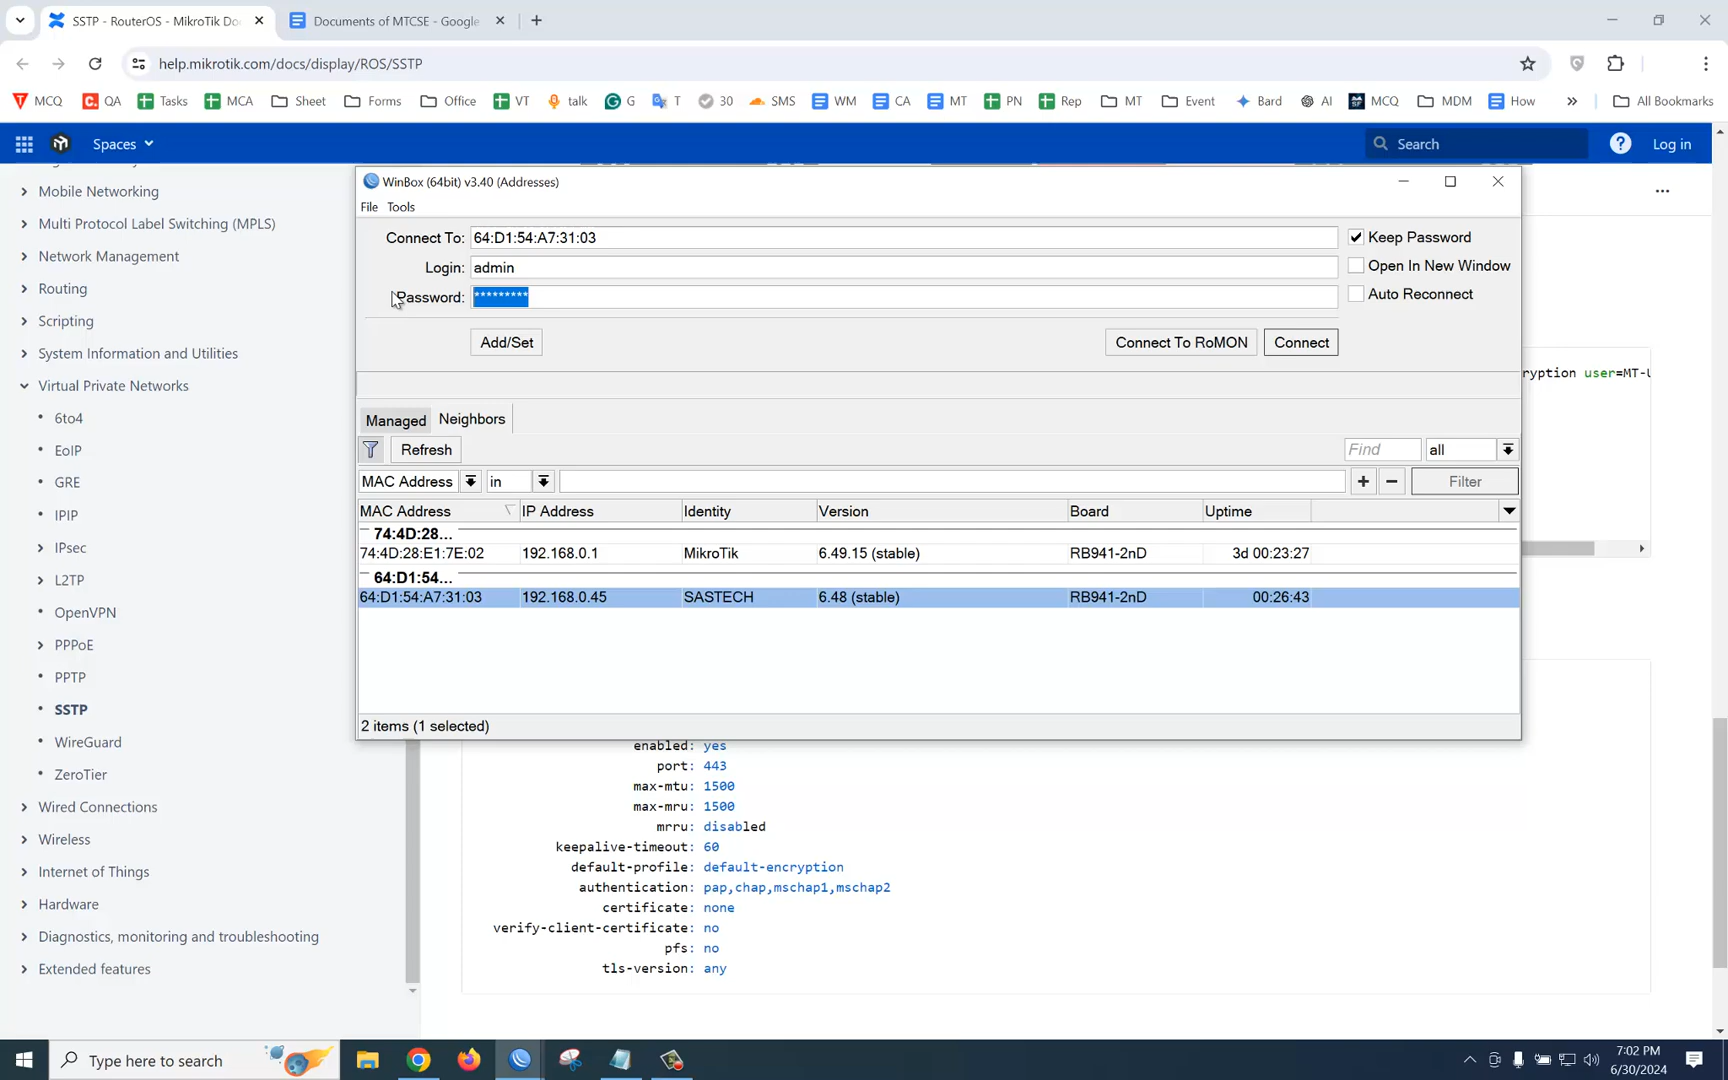 SSTP - RouterOS - MikroTik Do
Documents of MTCSE - Google
help.mikrotik.com/docs/display/ROS/SSTP
MCQ QA Tasks MCA Sheet Forms Office VT talk G T 30 SMS WM CA MT PN Rep MT Event Bard AI MCQ MDM How » All Bookmarks
Spaces Search Log in
Mobile Networking
Multi Protocol Label Switching (MPLS)
Network Management
Routing
Scripting
System Information and Utilities
Virtual Private Networks
6to4
EoIP
GRE
IPIP
IPsec
L2TP
OpenVPN
PPPoE
PPTP
SSTP
WireGuard
ZeroTier
Wired Connections
Wireless
Internet of Things
Hardware
Diagnostics, monitoring and troubleshooting
Extended features
WinBox (64bit) v3.40 (Addresses)
File Tools
Connect To: 64:D1:54:A7:31:03
Keep Password
Login: admin
Open In New Window
Password: *********
Auto Reconnect
Add/Set Connect To RoMON Connect
Managed Neighbors
Refresh Find all
MAC Address in + − Filter
MAC Address IP Address Identity Version Board Uptime
74:4D:28...
74:4D:28:E1:7E:02 192.168.0.1 MikroTik 6.49.15 (stable) RB941-2nD 3d 00:23:27
64:D1:54...
64:D1:54:A7:31:03 192.168.0.45 SASTECH 6.48 (stable) RB941-2nD 00:26:43
2 items (1 selected)
ryption user=MT-U
enabled: yes
port: 443
max-mtu: 1500
max-mru: 1500
mrru: disabled
keepalive-timeout: 60
default-profile: default-encryption
authentication: pap,chap,mschap1,mschap2
certificate: none
verify-client-certificate: no
pfs: no
tls-version: any
Type here to search
7:02 PM
6/30/2024